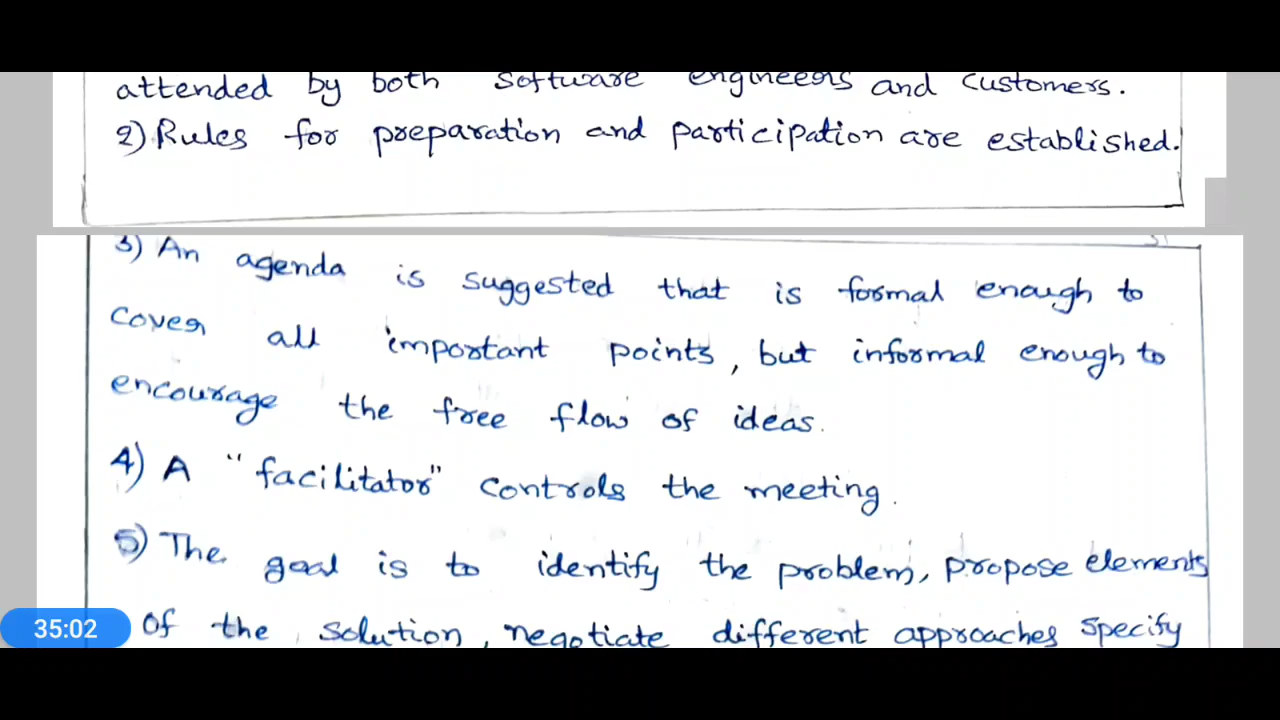 attended by both software engineers and customers.
2) Rules for preparation and participation are established.
3) An agenda is suggested that is formal enough to
cover all important points, but informal enough to
encourage the free flow of ideas.
4) A "facilitator" controls the meeting.
5) The goal is to identify the problem, propose elements
of the solution, negotiate different approaches specify
35:02